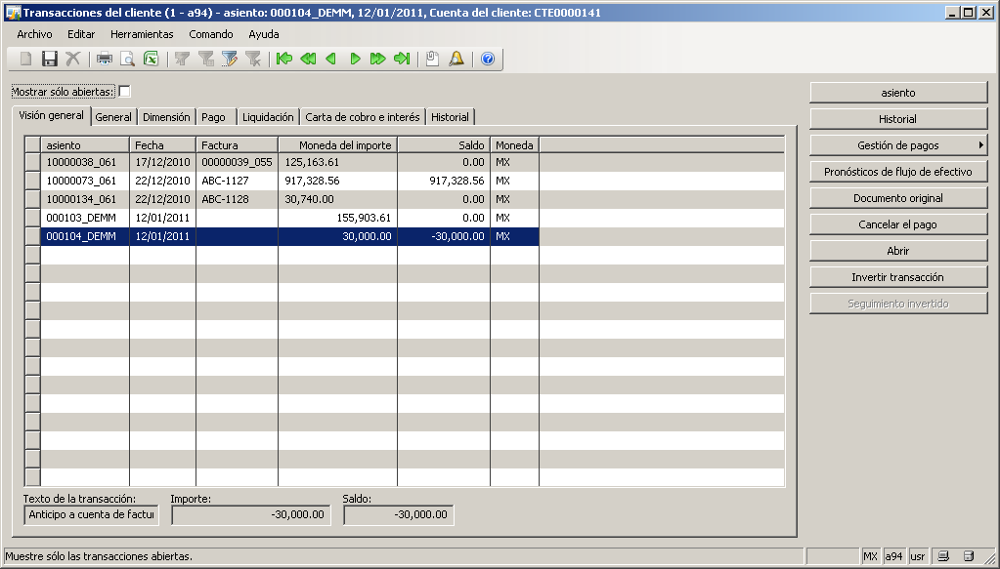 Transacciones del cliente (1 - a94) - asiento: 000104_DEMM, 12/01/2011, Cuenta del cliente: CTE0000141
Archivo Editar Herramientas Comando Ayuda
Mostrar sólo abiertas:
Visión general General Dimensión Pago Liquidación Carta de cobro e interés Historial
asiento Fecha Factura Moneda del importe Saldo Moneda
10000038_061 17/12/2010 00000039_055 125,163.61 0.00 MX
10000073_061 22/12/2010 ABC-1127 917,328.56 917,328.56 MX
10000134_061 22/12/2010 ABC-1128 30,740.00 0.00 MX
000103_DEMM 12/01/2011 155,903.61 0.00 MX
000104_DEMM 12/01/2011 30,000.00 -30,000.00 MX
Texto de la transacción: Importe: Saldo:
Anticipo a cuenta de factur -30,000.00 -30,000.00
asiento
Historial
Gestión de pagos
Pronósticos de flujo de efectivo
Documento original
Cancelar el pago
Abrir
Invertir transacción
Seguimiento invertido
Muestre sólo las transacciones abiertas. MX a94 usr